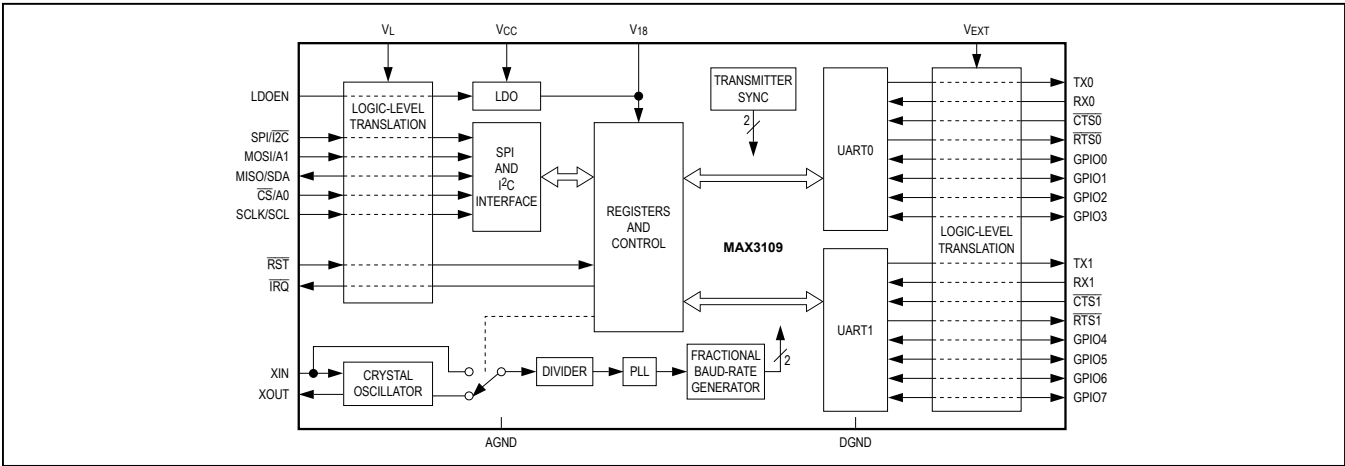 VL
VCC
V18
VEXT
LDOEN
SPI/I2C
MOSI/A1
MISO/SDA
CS/A0
SCLK/SCL
RST
IRQ
XIN
XOUT
LOGIC-LEVEL
TRANSLATION
LDO
SPI
AND
I2C
INTERFACE
REGISTERS
AND
CONTROL
TRANSMITTER
SYNC
2
MAX3109
CRYSTAL
OSCILLATOR
DIVIDER
PLL
FRACTIONAL
BAUD-RATE
GENERATOR
2
UART0
UART1
LOGIC-LEVEL
TRANSLATION
TX0
RX0
CTS0
RTS0
GPIO0
GPIO1
GPIO2
GPIO3
TX1
RX1
CTS1
RTS1
GPIO4
GPIO5
GPIO6
GPIO7
AGND
DGND